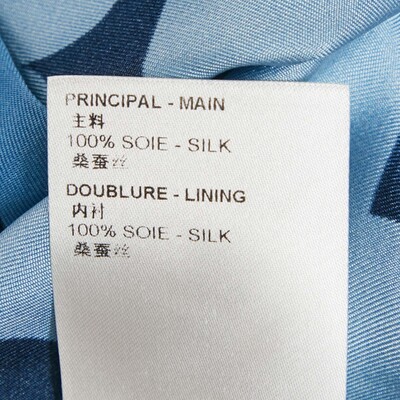 PRINCIPAL - MAIN
主料
100% SOIE - SILK
桑蚕丝
DOUBLURE - LINING
内衬
100% SOIE - SILK
桑蚕丝